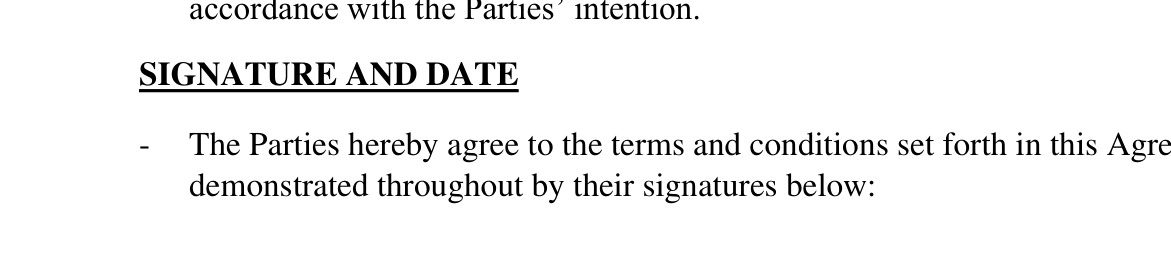 accordance with the Parties' intention.
SIGNATURE AND DATE
- The Parties hereby agree to the terms and conditions set forth in this Agre
demonstrated throughout by their signatures below: